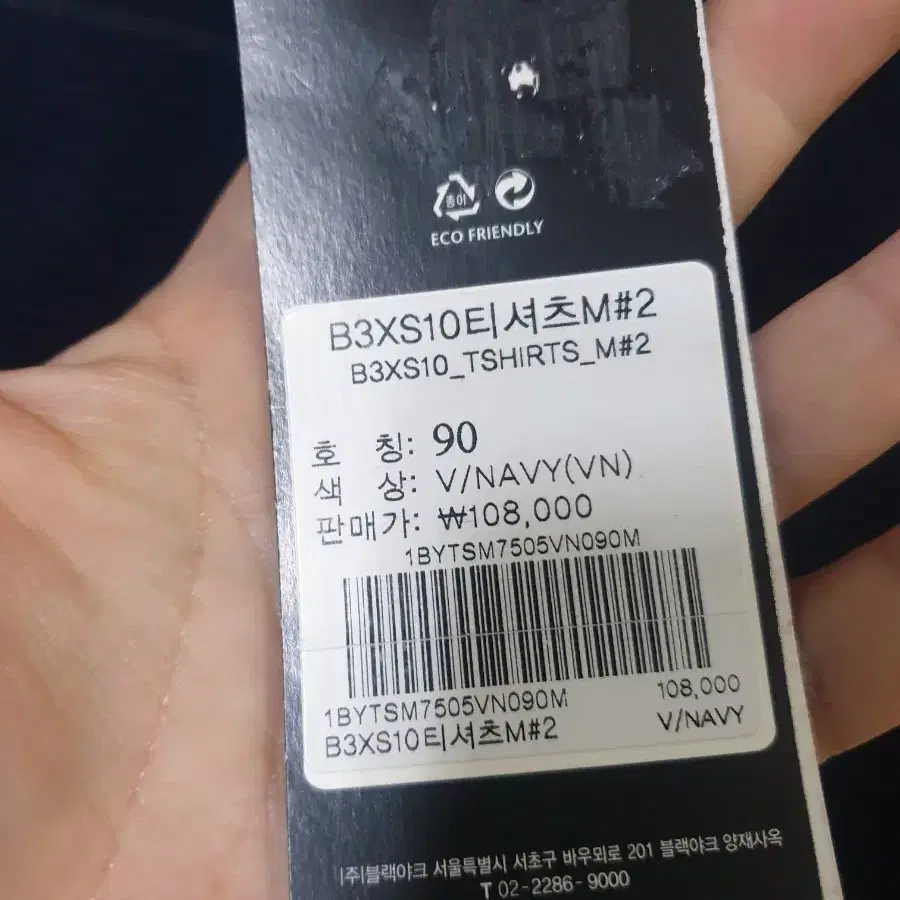 종이
ECO FRIENDLY
B3XS10티셔츠M#2
B3XS10_TSHIRTS_M#2
호 칭: 90
색 상: V/NAVY(VN)
판매가: ₩108,000
1BYTSM7505VN090M
1BYTSM7505VN090M 108,000
B3XS10티셔츠M#2 V/NAVY
(주)블랙야크 서울특별시 서초구 바우뫼로 201 블랙야크 양재사옥
T 02-2286-9000